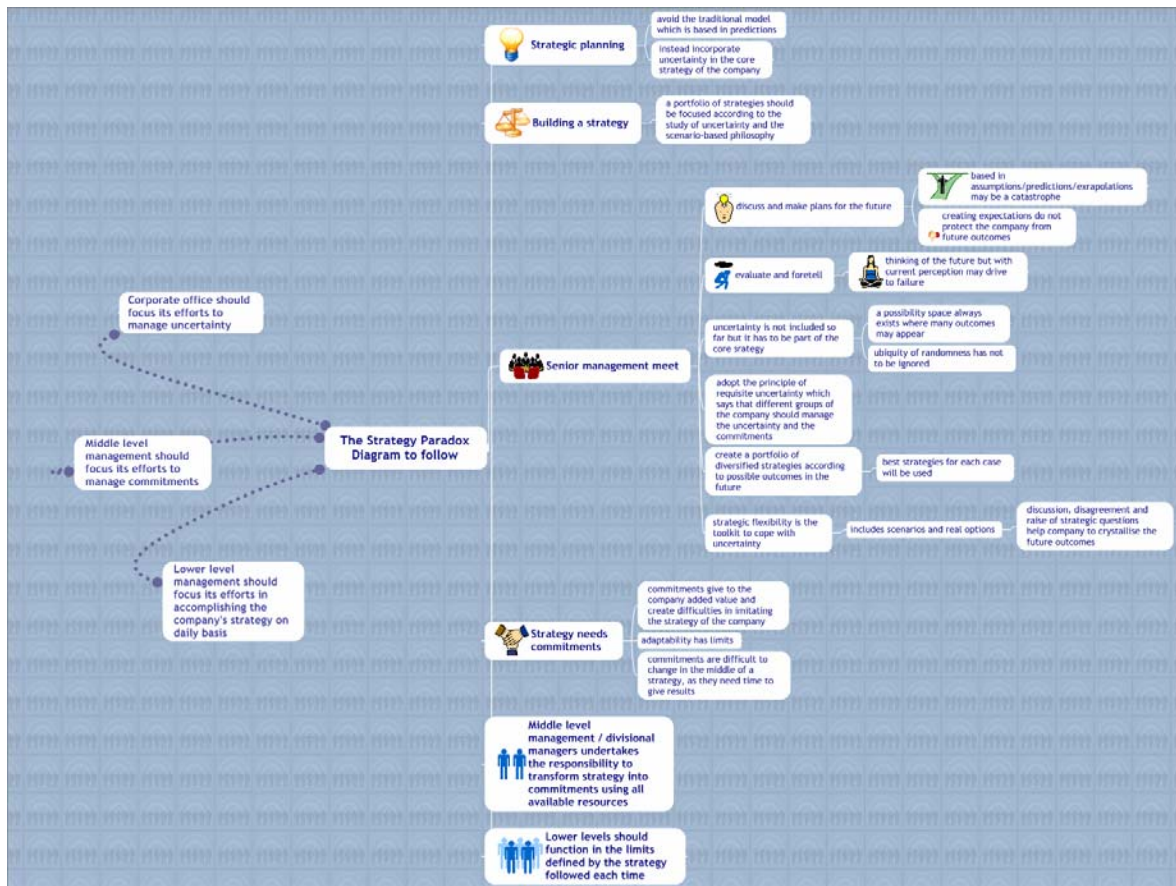 avoid the traditional model
which is based in predictions
Strategic planning
instead incorporate
uncertainty in the core
strategy of the company
Building a strategy
a portfolio of strategies should
be focused according to the
study of uncertainty and the
scenario-based philosophy
discuss and make plans for the future
based in
assumptions/predictions/exrapolations
may be a catastrophe
creating expectations do not
protect the company from
future outcomes
evaluate and foretell
thinking of the future but with
current perception may drive
to failure
Corporate office should
focus its efforts to
manage uncertainty
uncertainty is not included so
far but it has to be part of the
core srategy
a possibility space always
exists where many outcomes
may appear
ubiquity of randomness has not
to be ignored
Senior management meet
adopt the principle of
requisite uncertainty which
says that different groups of
the company should manage
the uncertainty and the
commitments
The Strategy Paradox
Diagram to follow
Middle level
management should
focus its efforts to
manage commitments
create a portfolio of
diversified strategies according
to possible outcomes in the
future
best strategies for each case
will be used
strategic flexibility is the
toolkit to cope with
uncertainty
includes scenarios and real options
discussion, disagreement and
raise of strategic questions
help company to crystalise the
future outcomes
Lower level
management should
focus its efforts in
accomplishing the
company's strategy on
daily basis
Strategy needs
commitments
commitments give to the
company added value and
create difficulties in imitating
the strategy of the company
adaptability has limits
commitments are difficult to
change in the middle of a
strategy, as they need time to
give results
Middle level
management / divisional
managers undertakes
the responsibility to
transform strategy into
commitments using all
available resources
Lower levels should
function in the limits
defined by the strategy
followed each time